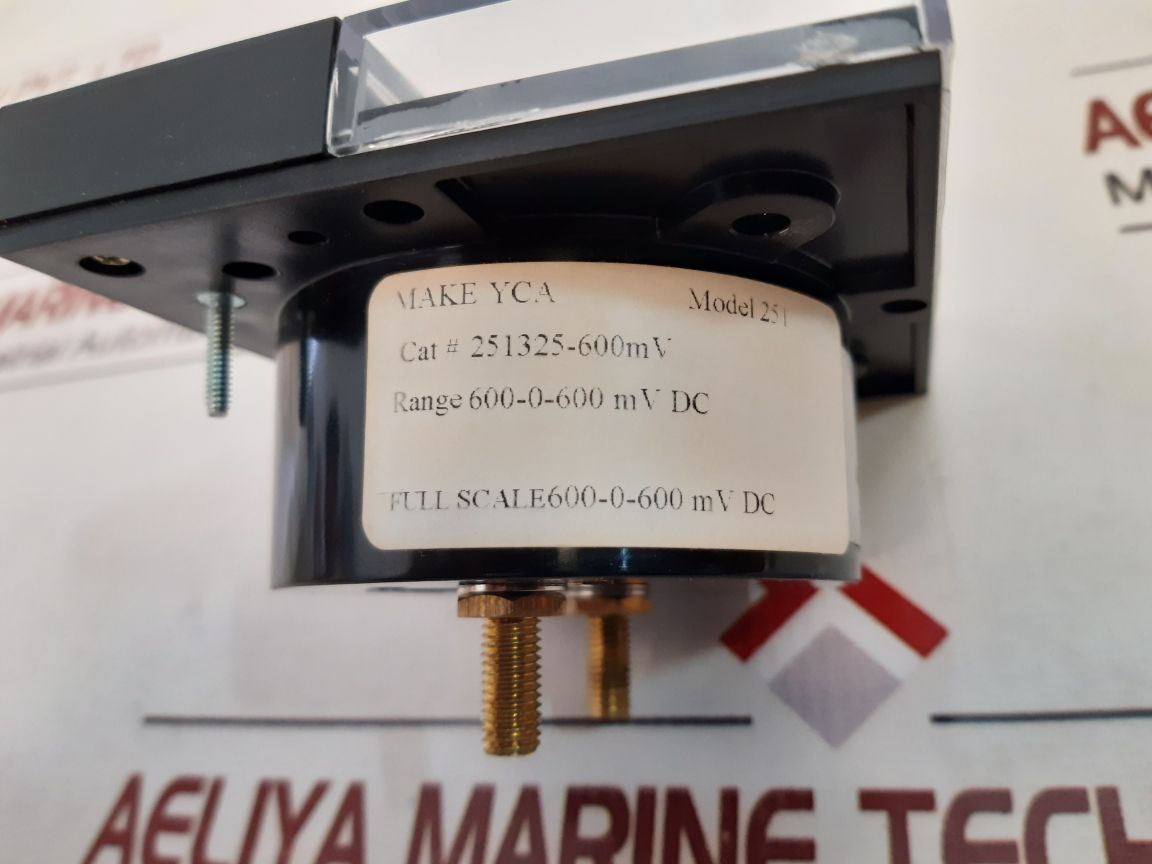 MAKE YCA Model 251
Cat # 251325-600mV
Range 600-0-600 mV DC
FULL SCALE600-0-600 mV DC
AELIYA MARINE TECH